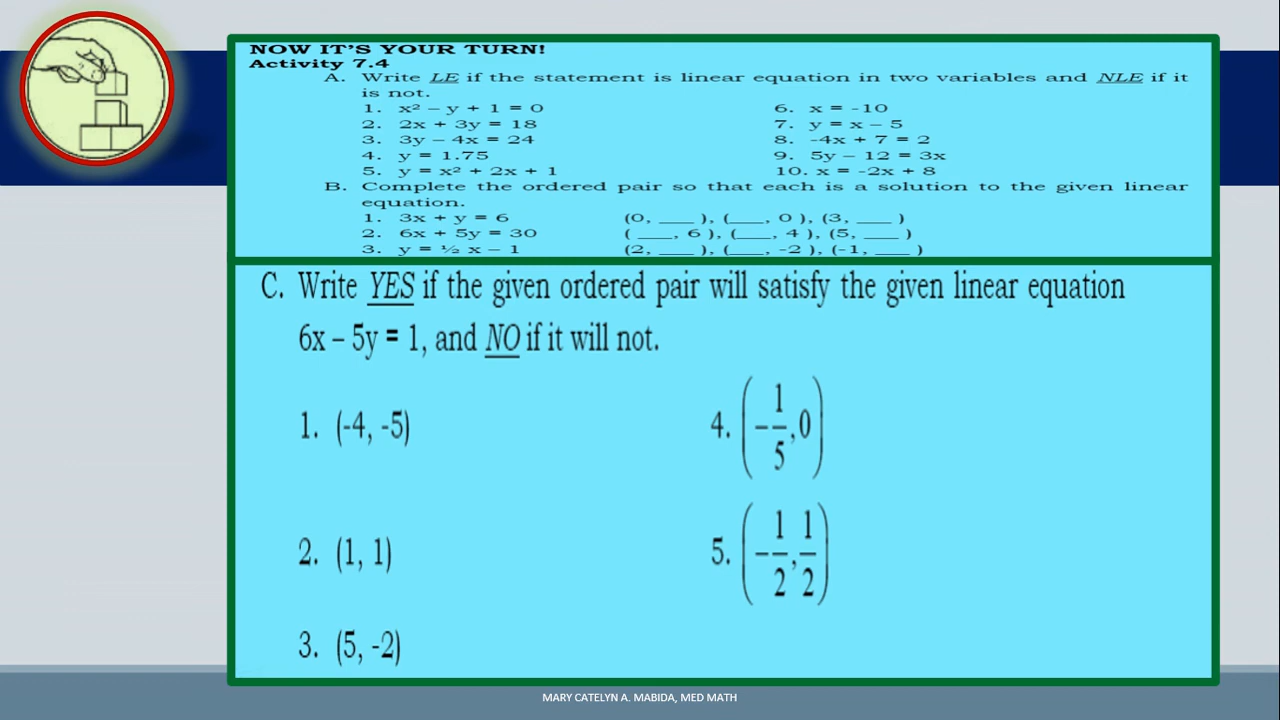 NOW IT'S YOUR TURN!
Activity 7.4
A. Write LE if the statement is linear equation in two variables and NLE if it
is not.
1. x² – y + 1 = 0
2. 2x + 3y = 18
3. 3y – 4x = 24
4. y = 1.75
5. y = x² + 2x + 1
6. x = -10
7. y = x – 5
8. -4x + 7 = 2
9. 5y – 12 = 3x
10. x = -2x + 8
B. Complete the ordered pair so that each is a solution to the given linear
equation.
1. 3x + y = 6 (0, ___ ), (___, 0 ), (3, ___ )
2. 6x + 5y = 30 ( ___, 6 ), (___, 4 ), (5, ___ )
3. y = ½ x – 1 (2, ___ ), (___, -2 ), (-1, ___ )
C. Write YES if the given ordered pair will satisfy the given linear equation
6x – 5y = 1, and NO if it will not.
1. (-4, -5)
2. (1, 1)
3. (5, -2)
4. (-1/5, 0)
5. (-1/2, 1/2)
MARY CATELYN A. MABIDA, MED MATH